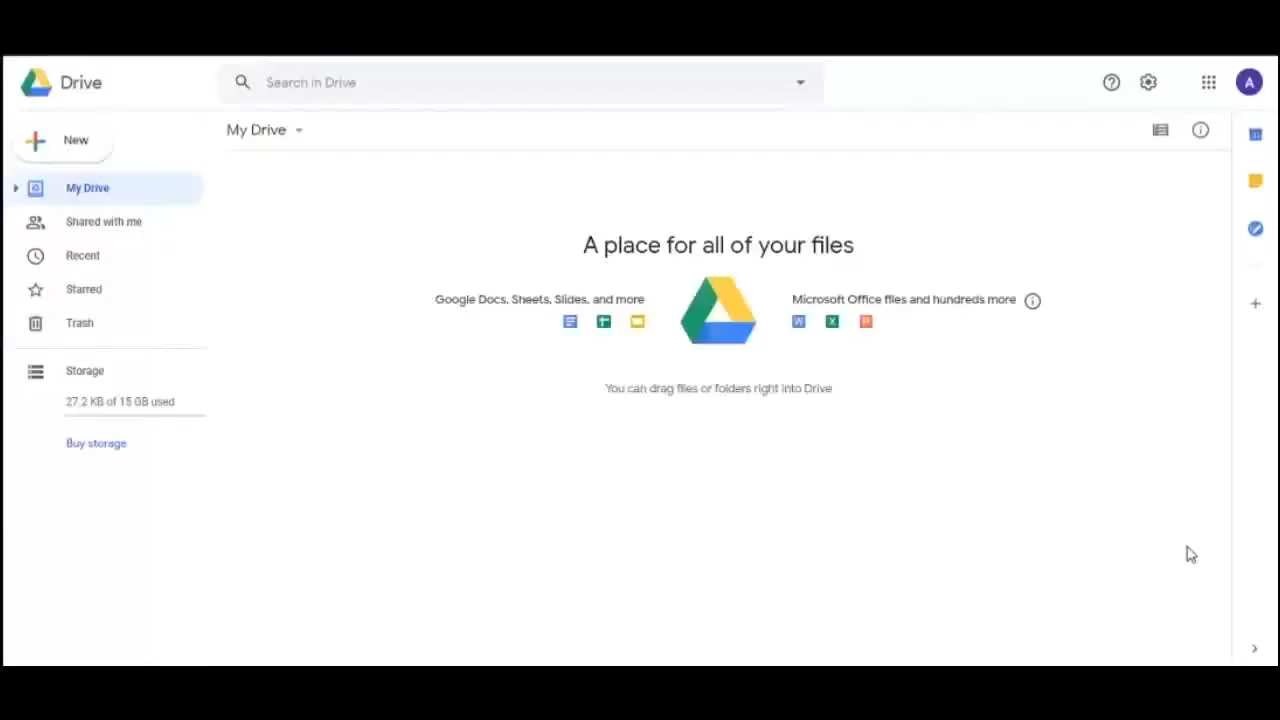 Drive
Search in Drive
A
New
My Drive
My Drive
Shared with me
Recent
Starred
Trash
Storage
27.2 KB of 15 GB used
Buy storage
A place for all of your files
Google Docs, Sheets, Slides, and more
Microsoft Office files and hundreds more
W X P
You can drag files or folders right into Drive